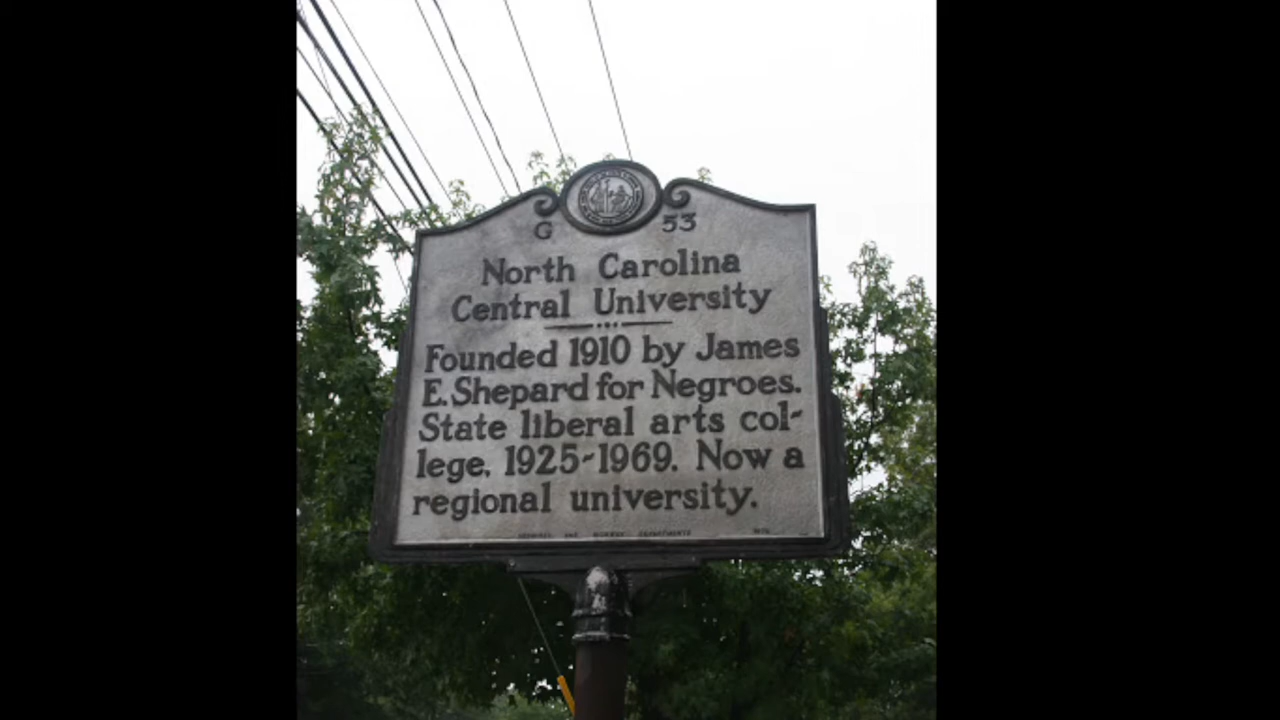 G 53
North Carolina
Central University
Founded 1910 by James
E. Shepard for Negroes.
State liberal arts col-
lege, 1925-1969. Now a
regional university.